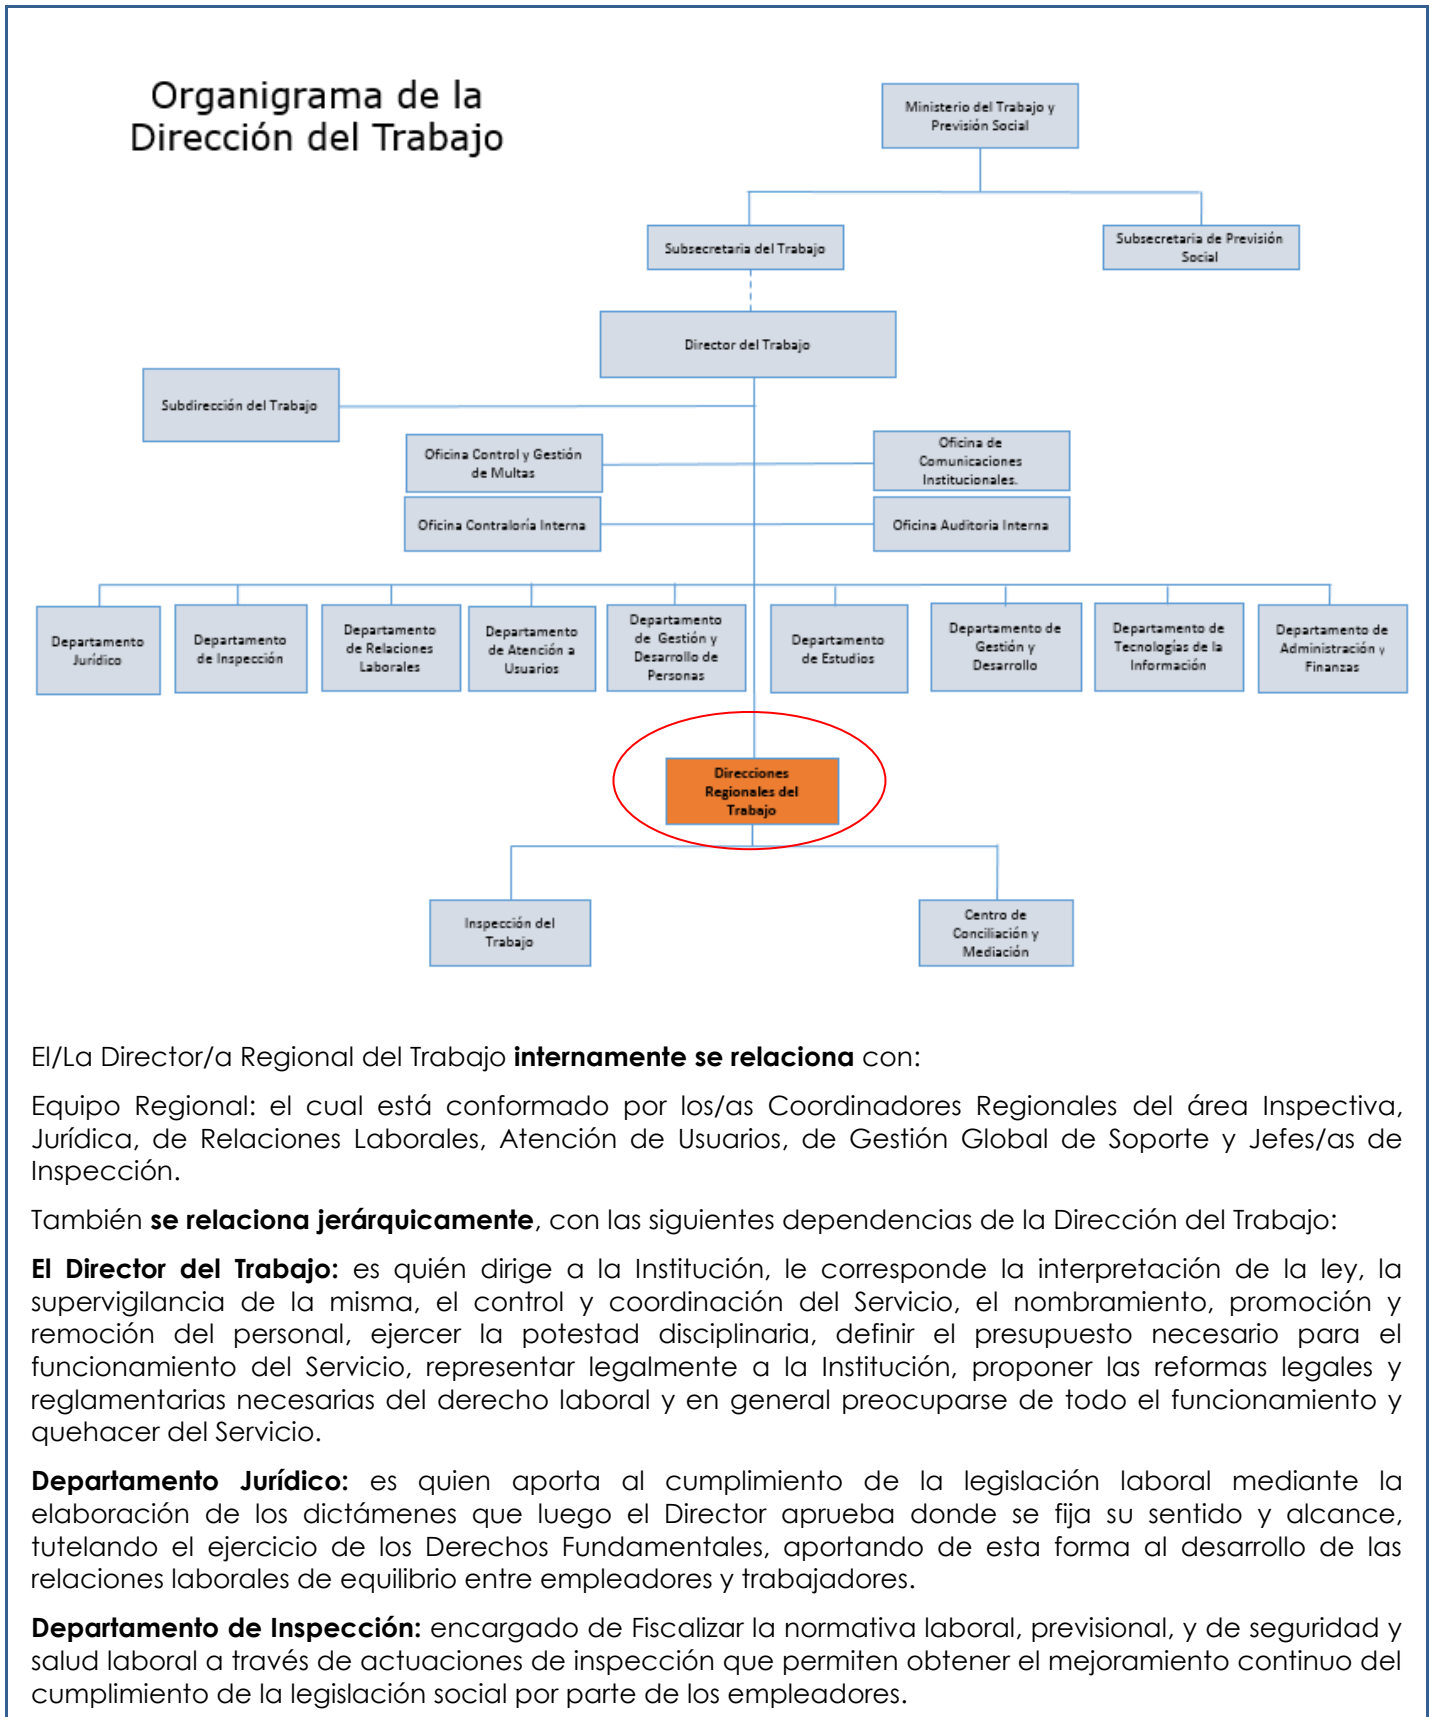 Organigrama de la
Dirección del Trabajo
Ministerio del Trabajo y
Previsión Social
Subsecretaria del Trabajo
Subsecretaria de Previsión
Social
Director del Trabajo
Subdirección del Trabajo
Oficina Control y Gestión
de Multas
Oficina de
Comunicaciones
Institucionales.
Oficina Contraloría Interna
Oficina Auditoria Interna
Departamento
Jurídico
Departamento
de Inspección
Departamento
de Relaciones
Laborales
Departamento
de Atención a
Usuarios
Departamento
de Gestión y
Desarrollo de
Personas
Departamento
de Estudios
Departamento de
Gestión y
Desarrollo
Departamento de
Tecnologías de la
Información
Departamento de
Administración y
Finanzas
Direcciones
Regionales del
Trabajo
Inspección del
Trabajo
Centro de
Conciliación y
Mediación
El/La Director/a Regional del Trabajo internamente se relaciona con:
Equipo Regional: el cual está conformado por los/as Coordinadores Regionales del área Inspectiva,
Jurídica, de Relaciones Laborales, Atención de Usuarios, de Gestión Global de Soporte y Jefes/as de
Inspección.
También se relaciona jerárquicamente, con las siguientes dependencias de la Dirección del Trabajo:
El Director del Trabajo: es quién dirige a la Institución, le corresponde la interpretación de la ley, la
supervigilancia de la misma, el control y coordinación del Servicio, el nombramiento, promoción y
remoción del personal, ejercer la potestad disciplinaria, definir el presupuesto necesario para el
funcionamiento del Servicio, representar legalmente a la Institución, proponer las reformas legales y
reglamentarias necesarias del derecho laboral y en general preocuparse de todo el funcionamiento y
quehacer del Servicio.
Departamento Jurídico: es quien aporta al cumplimiento de la legislación laboral mediante la
elaboración de los dictámenes que luego el Director aprueba donde se fija su sentido y alcance,
tutelando el ejercicio de los Derechos Fundamentales, aportando de esta forma al desarrollo de las
relaciones laborales de equilibrio entre empleadores y trabajadores.
Departamento de Inspección: encargado de Fiscalizar la normativa laboral, previsional, y de seguridad y
salud laboral a través de actuaciones de inspección que permiten obtener el mejoramiento continuo del
cumplimiento de la legislación social por parte de los empleadores.